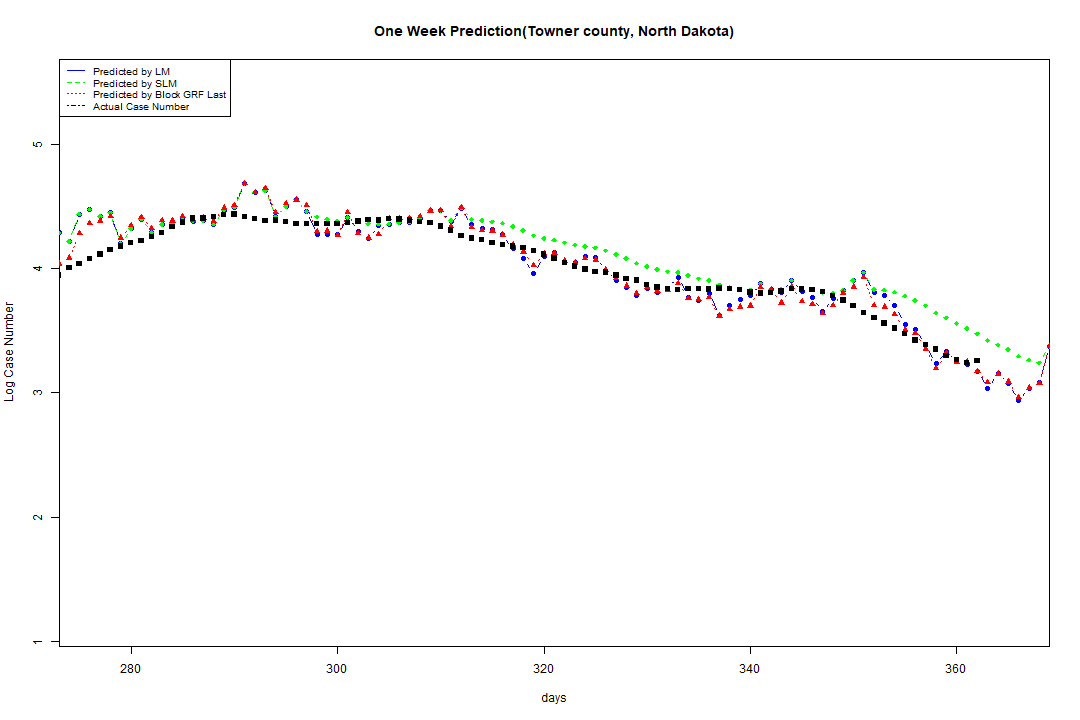 One Week Prediction(Towner county, North Dakota)
Predicted by LM
Predicted by SLM
Predicted by Block GRF Last
Actual Case Number
5
4
3
2
1
Log Case Number
280 300 320 340 360
days